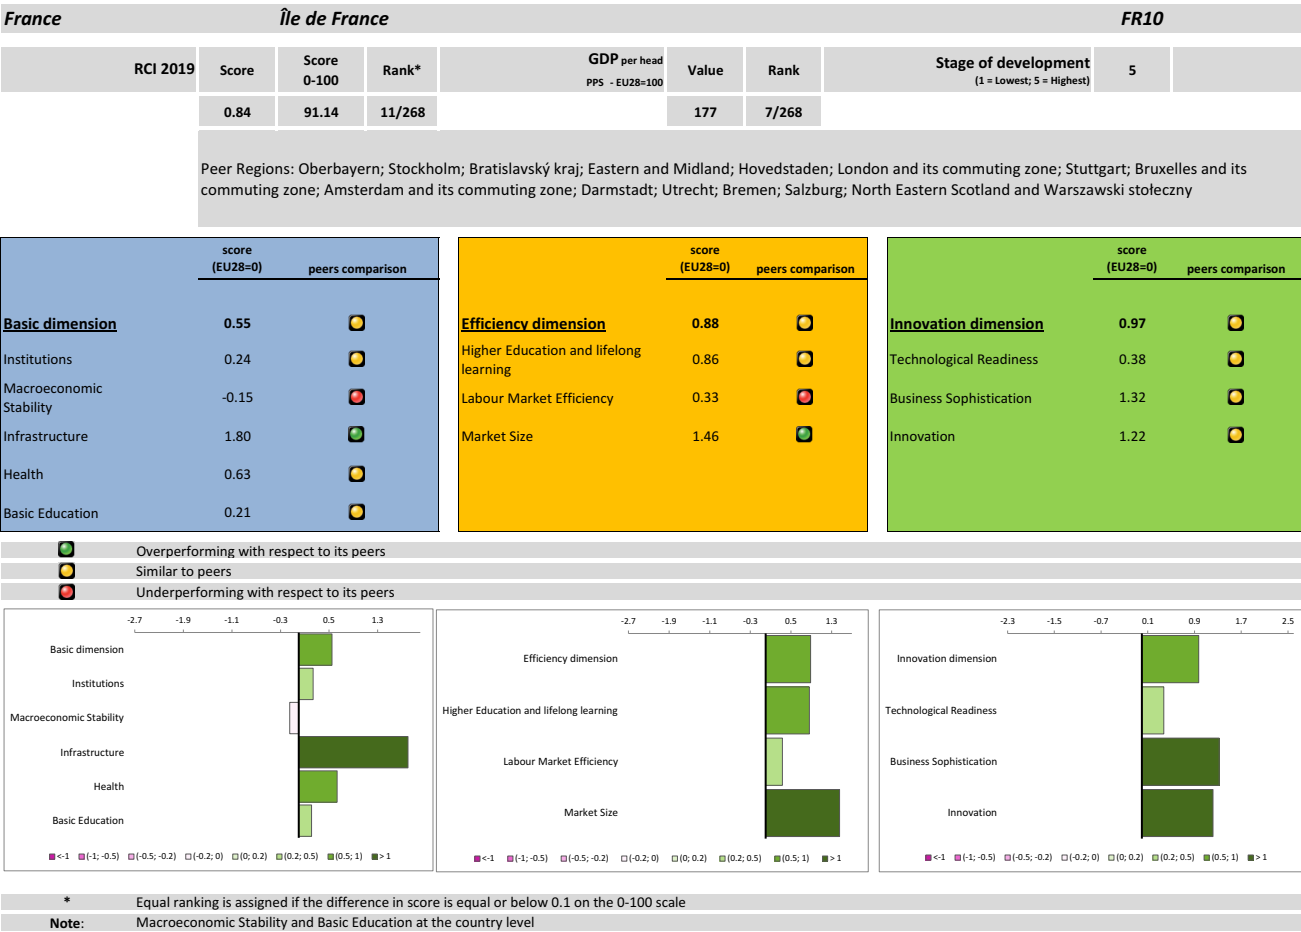 France Île de France FR10
RCI 2019 Score Score 0-100 Rank* GDP per head PPS - EU28=100 Value Rank Stage of development (1 = Lowest; 5 = Highest) 5
0.84 91.14 11/268 177 7/268
Peer Regions: Oberbayern; Stockholm; Bratislavský kraj; Eastern and Midland; Hovedstaden; London and its commuting zone; Stuttgart; Bruxelles and its
commuting zone; Amsterdam and its commuting zone; Darmstadt; Utrecht; Bremen; Salzburg; North Eastern Scotland and Warszawski stołeczny
score
(EU28=0) peers comparison
Basic dimension 0.55
Institutions 0.24
Macroeconomic
Stability -0.15
Infrastructure 1.80
Health 0.63
Basic Education 0.21
score
(EU28=0) peers comparison
Efficiency dimension 0.88
Higher Education and lifelong
learning 0.86
Labour Market Efficiency 0.33
Market Size 1.46
score
(EU28=0) peers comparison
Innovation dimension 0.97
Technological Readiness 0.38
Business Sophistication 1.32
Innovation 1.22
Overperforming with respect to its peers
Similar to peers
Underperforming with respect to its peers
-2.7 -1.9 -1.1 -0.3 0.5 1.3
Basic dimension
Institutions
Macroeconomic Stability
Infrastructure
Health
Basic Education
<-1 (-1; -0.5) (-0.5; -0.2) (-0.2; 0) (0; 0.2) (0.2; 0.5) (0.5; 1) > 1
-2.7 -1.9 -1.1 -0.3 0.5 1.3
Efficiency dimension
Higher Education and lifelong learning
Labour Market Efficiency
Market Size
<-1 (-1; -0.5) (-0.5; -0.2) (-0.2; 0) (0; 0.2) (0.2; 0.5) (0.5; 1) > 1
-2.3 -1.5 -0.7 0.1 0.9 1.7 2.5
Innovation dimension
Technological Readiness
Business Sophistication
Innovation
<-1 (-1; -0.5) (-0.5; -0.2) (-0.2; 0) (0; 0.2) (0.2; 0.5) (0.5; 1) > 1
* Equal ranking is assigned if the difference in score is equal or below 0.1 on the 0-100 scale
Note: Macroeconomic Stability and Basic Education at the country level